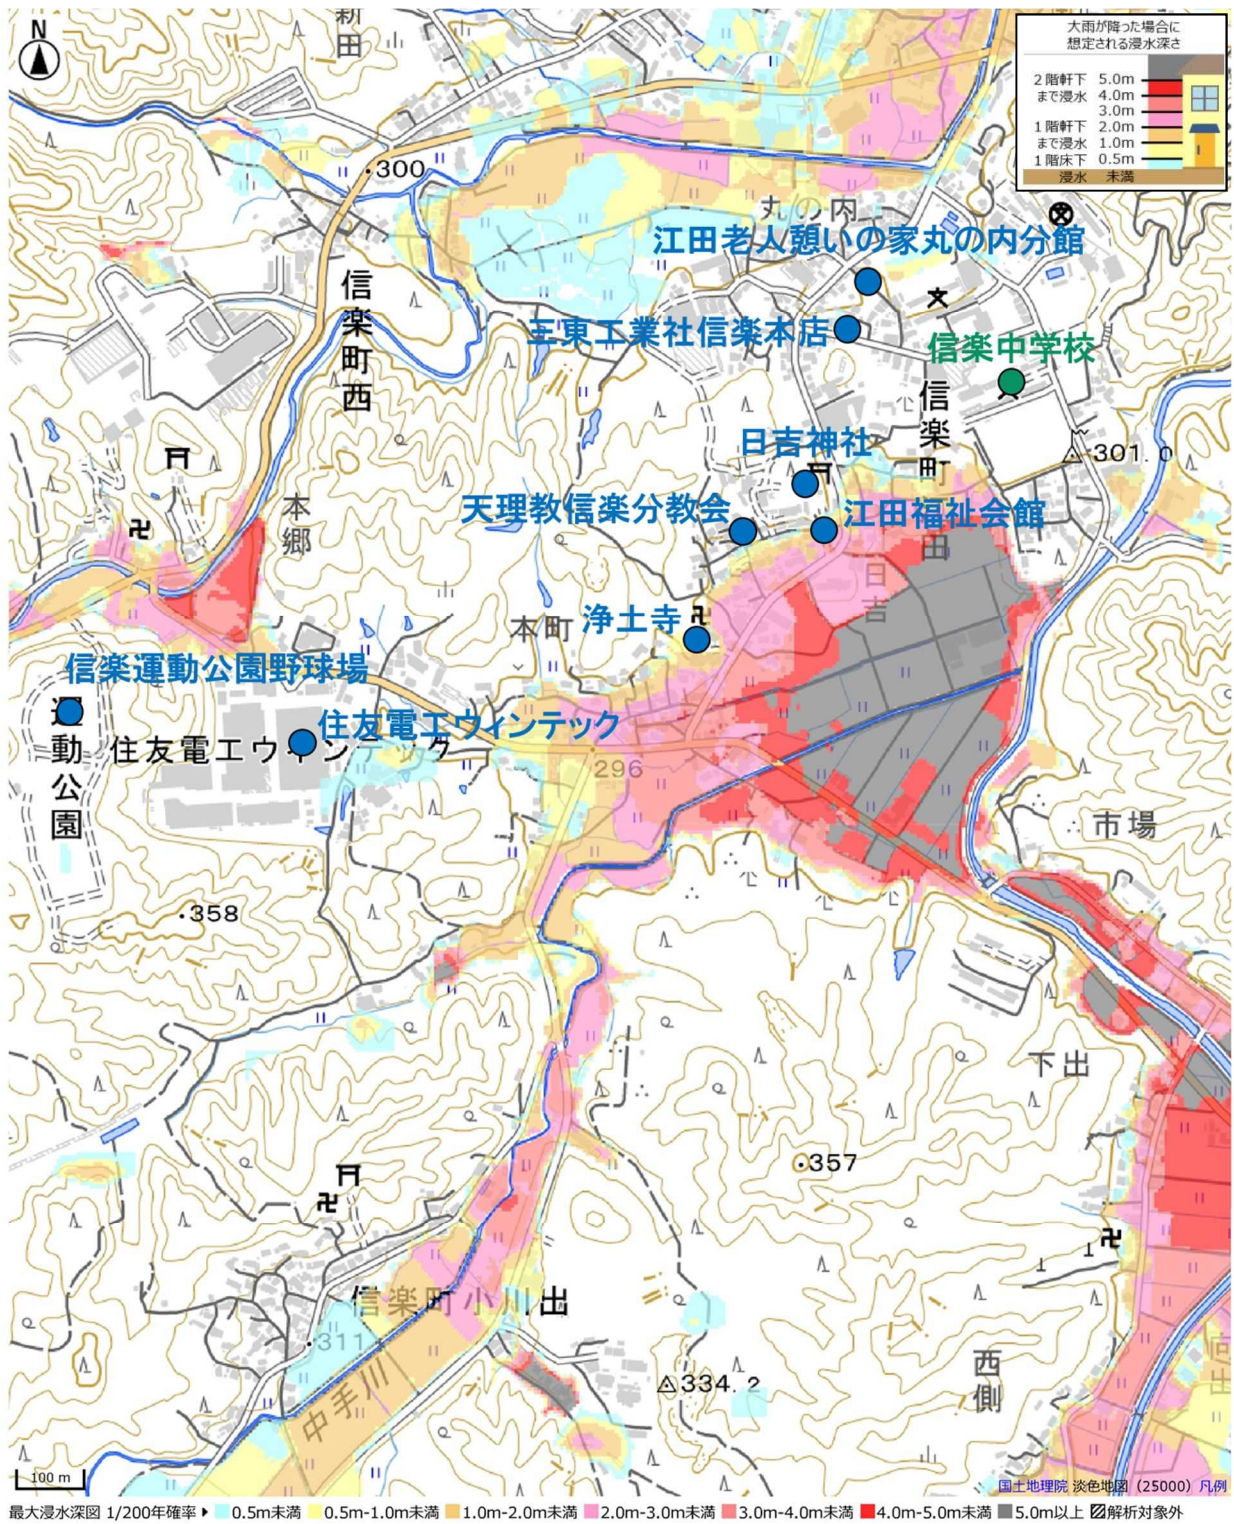 新田
N
大雨が降った場合に
想定される浸水深さ
2階軒下 5.0m
まで浸水 4.0m
3.0m
1階軒下 2.0m
まで浸水 1.0m
1階床下 0.5m
浸水 未満
300
丸の内
江田老人憩いの家丸の内分館
信楽町西
三東工業社信楽本店
信楽中学校
信楽町
田
日吉神社
301.0
本郷
天理教信楽分教会
江田福祉会館
日吉
浄土寺
本町
信楽運動公園野球場
運動公園
住友電工ウィンテック
住友電工ウィンテック
296
市場
358
下出
357
信楽町小川出
311
中手川
334.2
西側
向出
100 m
国土地理院 淡色地図 (25000) 凡例
最大浸水深図 1/200年確率 0.5m未満 0.5m-1.0m未満 1.0m-2.0m未満 2.0m-3.0m未満 3.0m-4.0m未満 4.0m-5.0m未満 5.0m以上 解析対象外